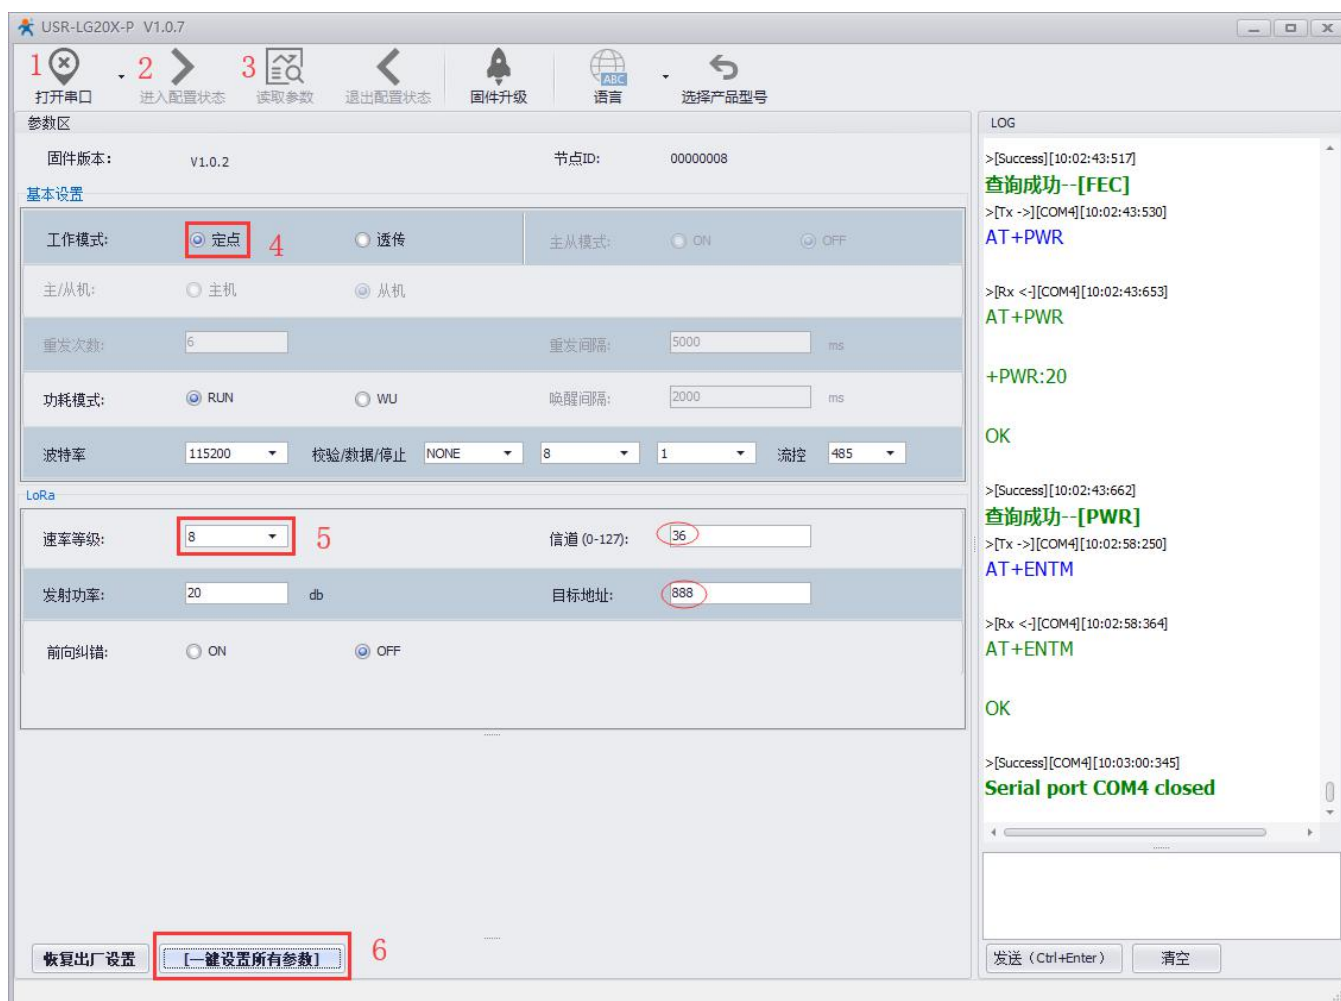 USR-LG20X-P V1.0.7
1 2 3
ABC
打开串口 进入配置状态 读取参数 退出配置状态 固件升级 语言 选择产品型号
参数区
固件版本: V1.0.2 节点ID: 00000008
基本设置
工作模式: 定点 4 透传 主从模式: ON OFF
主/从机: 主机 从机
重发次数: 6 重发间隔: 5000 ms
功耗模式: RUN WU 唤醒间隔: 2000 ms
波特率 115200 校验/数据/停止 NONE 8 1 流控 485
LoRa
速率等级: 8 5 信道(0-127): 36
发射功率: 20 db 目标地址: 888
前向纠错: ON OFF
恢复出厂设置 [一键设置所有参数] 6
LOG
>[Success][10:02:43:517]
查询成功--[FEC]
>[Tx ->][COM4][10:02:43:530]
AT+PWR
>[Rx <-][COM4][10:02:43:653]
AT+PWR
+PWR:20
OK
>[Success][10:02:43:662]
查询成功--[PWR]
>[Tx ->][COM4][10:02:58:250]
AT+ENTM
>[Rx <-][COM4][10:02:58:364]
AT+ENTM
OK
>[Success][COM4][10:03:00:345]
Serial port COM4 closed
发送（Ctrl+Enter） 清空